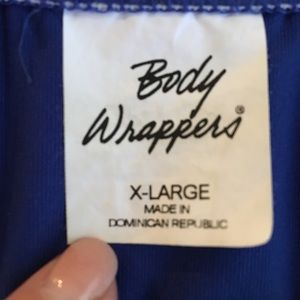 Body
Wrappers®
X-LARGE
MADE IN
DOMINICAN REPUBLIC